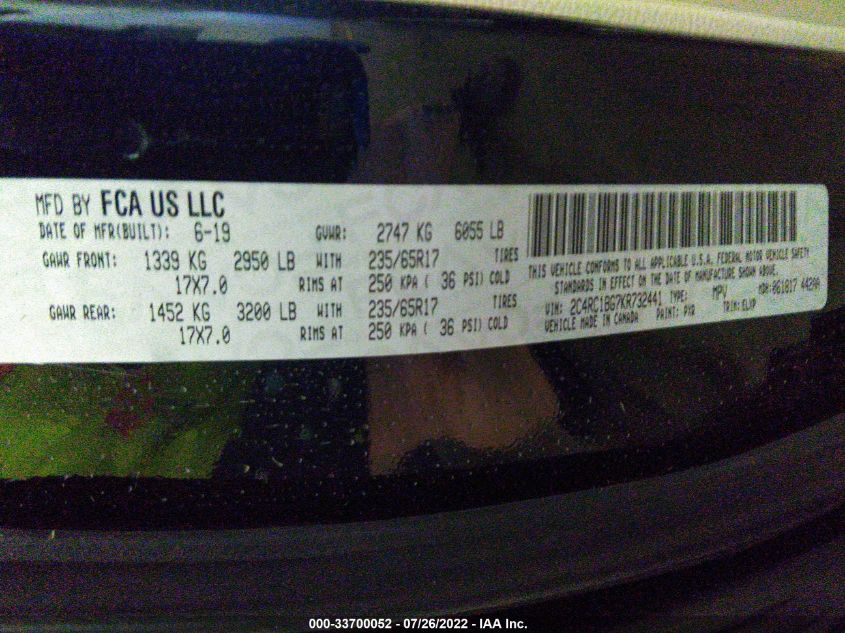 MFD BY FCA US LLC
DATE OF MFR(BUILT): 6-19 GVWR: 2747 KG 6055 LB
GAWR FRONT: 1339 KG 2950 LB WITH 235/65R17 TIRES
17X7.0 RIMS AT 250 KPA ( 36 PSI) COLD
GAWR REAR: 1452 KG 3200 LB WITH 235/65R17 TIRES
17X7.0 RIMS AT 250 KPA ( 36 PSI) COLD
THIS VEHICLE CONFORMS TO ALL APPLICABLE U.S.A. FEDERAL MOTOR VEHICLE SAFETY
STANDARDS IN EFFECT ON THE DATE OF MANUFACTURE SHOWN ABOVE.
VIN: 2C4RC1BG7KR732441 TYPE: MPV MDH:061817 442AA
VEHICLE MADE IN CANADA PAINT: PXR TRIM:
000-33700052 - 07/26/2022 - IAA Inc.